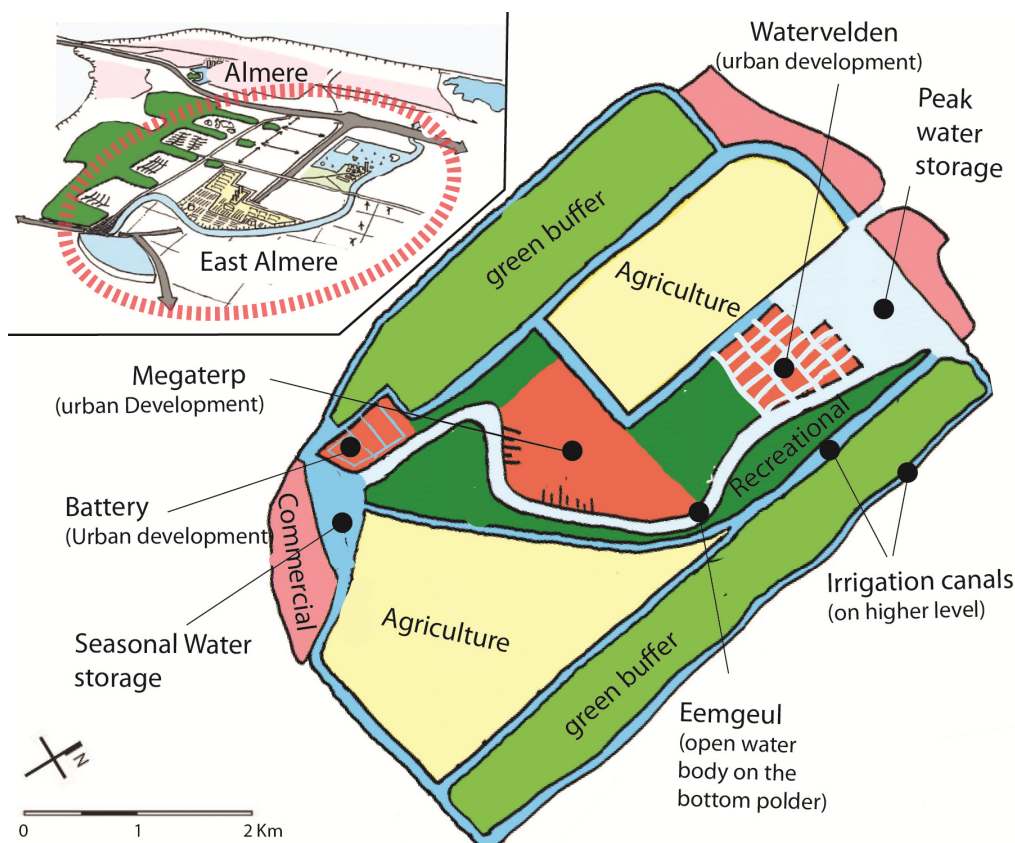 Almere
East Almere
Watervelden
(urban development)
Peak
water
storage
green buffer
Agriculture
Megaterp
(urban Development)
Recreational
Battery
(Urban development)
Commercial
Irrigation canals
(on higher level)
Agriculture
Seasonal Water
storage
green buffer
Eemgeul
(open water
body on the
bottom polder)
N
0 1 2 Km